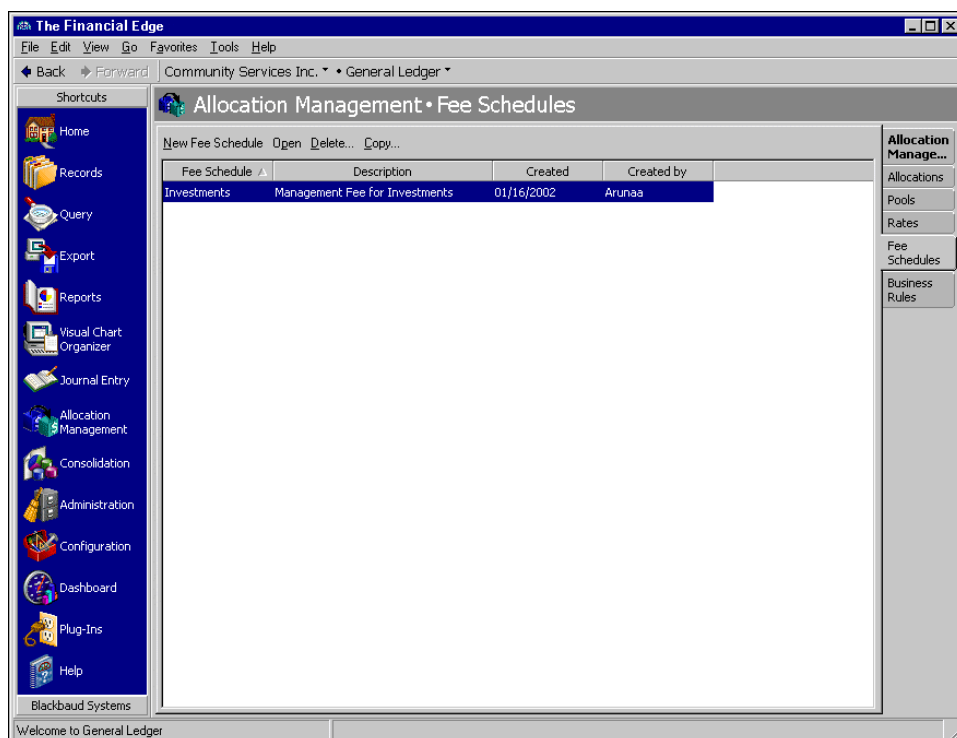 The Financial Edge
File Edit View Go Favorites Tools Help
Back Forward Community Services Inc. • General Ledger
Shortcuts
Home
Records
Query
Export
Reports
Visual Chart
Organizer
Journal Entry
Allocation
Management
Consolidation
Administration
Configuration
Dashboard
Plug-Ins
Help
Blackbaud Systems
Allocation Management • Fee Schedules
New Fee Schedule Open Delete... Copy...
Fee Schedule Description Created Created by
Investments Management Fee for Investments 01/16/2002 Arunaa
Allocation
Manage...
Allocations
Pools
Rates
Fee
Schedules
Business
Rules
Welcome to General Ledger